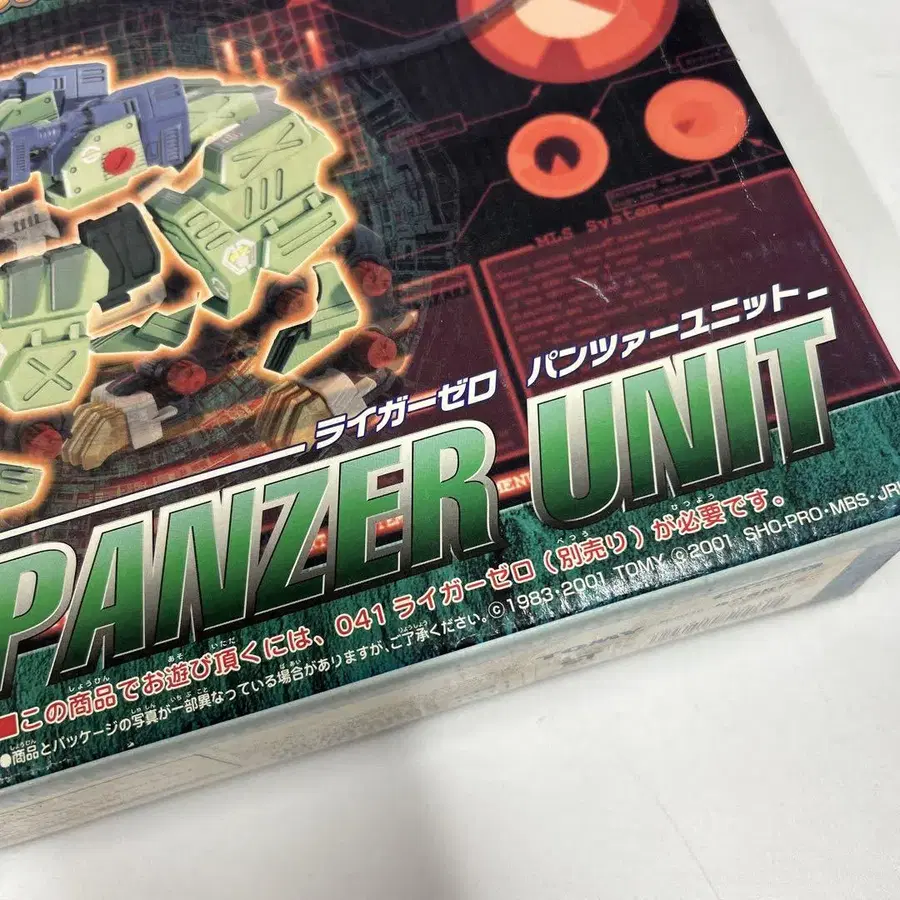 MLS System
ライガーゼロ パンツァーユニット
PANZER UNIT
■この商品でお遊び頂くには、041 ライガーゼロ（別売り）が必要です。
●商品とパッケージの写真が一部異なっている場合がありますが、ご了承ください。©1983・2001 TOMY ©2001 SHO-PRO・MBS・JR
TOMY